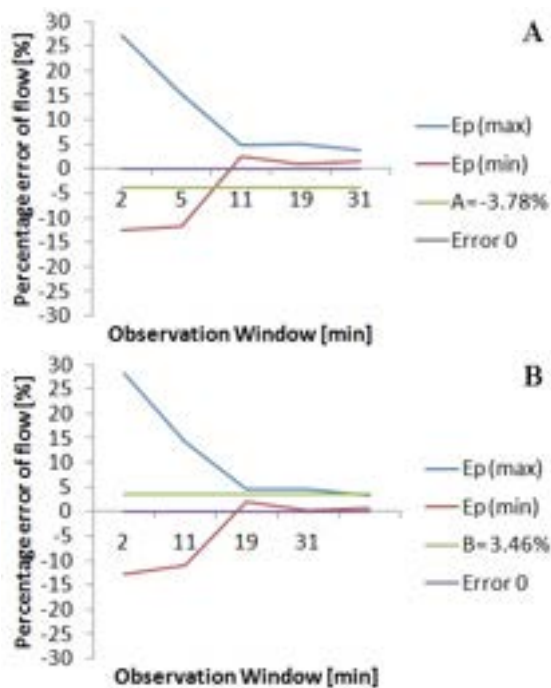 A
Percentage error of flow [%]
30
25
20
15
10
5
0
-5
-10
-15
-20
-25
-30
2 5 11 19 31
Ep (max)
Ep (min)
A=-3.78%
Error 0
Observation Window [min]
B
Percentage error of flow [%]
30
25
20
15
10
5
0
-5
-10
-15
-20
-25
-30
2 11 19 31
Ep (max)
Ep (min)
B=3.46%
Error 0
Observation Window [min]